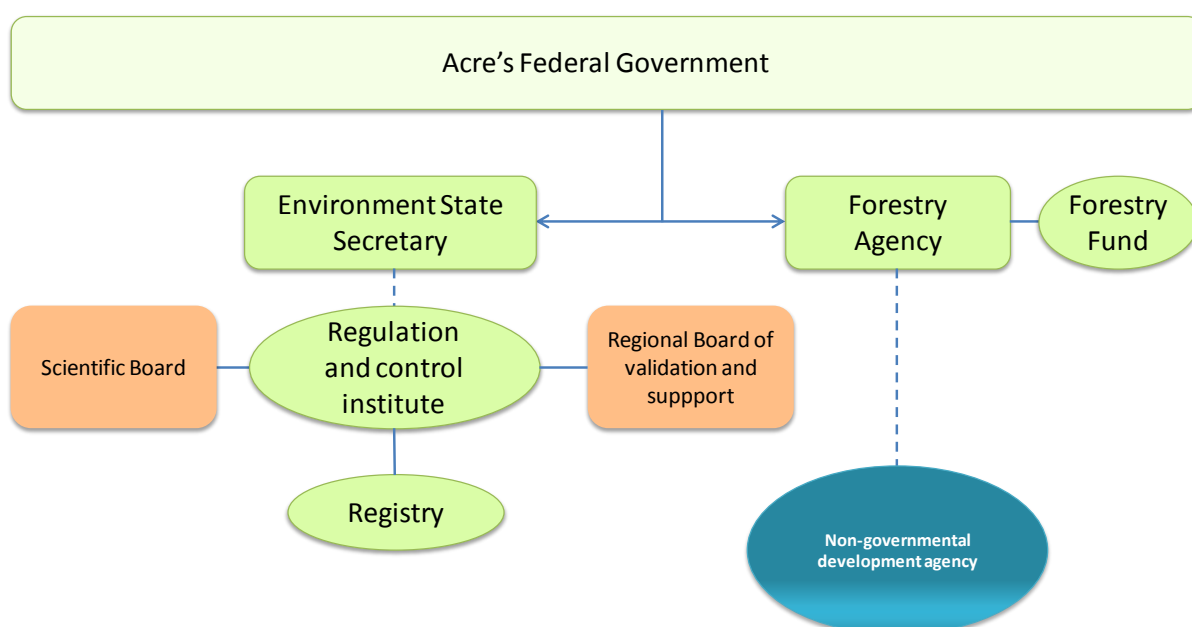 Acre's Federal Government
Environment State
Secretary
Forestry
Agency
Forestry
Fund
Scientific Board
Regulation
and control
institute
Regional Board of
validation and
suppport
Registry
Non-governmental
development agency